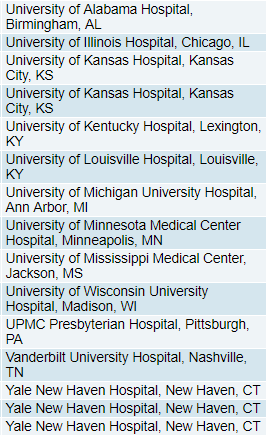 University of Alabama Hospital,
Birmingham, AL
University of Illinois Hospital, Chicago, IL
University of Kansas Hospital, Kansas
City, KS
University of Kansas Hospital, Kansas
City, KS
University of Kentucky Hospital, Lexington,
KY
University of Louisville Hospital, Louisville,
KY
University of Michigan University Hospital,
Ann Arbor, MI
University of Minnesota Medical Center
Hospital, Minneapolis, MN
University of Mississippi Medical Center,
Jackson, MS
University of Wisconsin University
Hospital, Madison, WI
UPMC Presbyterian Hospital, Pittsburgh,
PA
Vanderbilt University Hospital, Nashville,
TN
Yale New Haven Hospital, New Haven, CT
Yale New Haven Hospital, New Haven, CT
Yale New Haven Hospital, New Haven, CT